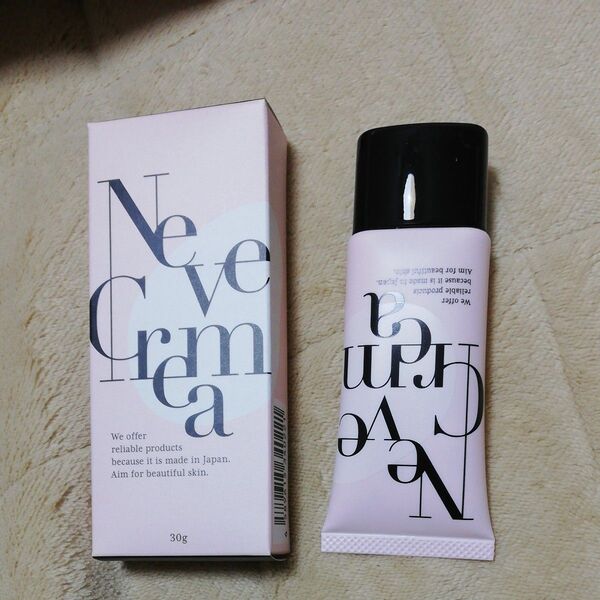 Neve
Crema
We offer
reliable products
because it is made in Japan.
Aim for beautiful skin.
30g
Neve
Crema
We offer
reliable products
because it is made in Japan.
Aim for beautiful skin.